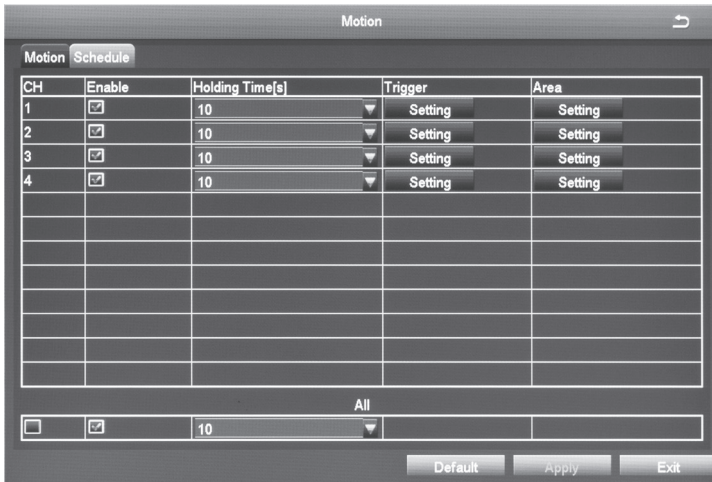 Motion
Motion Schedule
CH Enable Holding Time[s] Trigger Area
1 10 Setting Setting
2 10 Setting Setting
3 10 Setting Setting
4 10 Setting Setting
All
10
Default Apply Exit